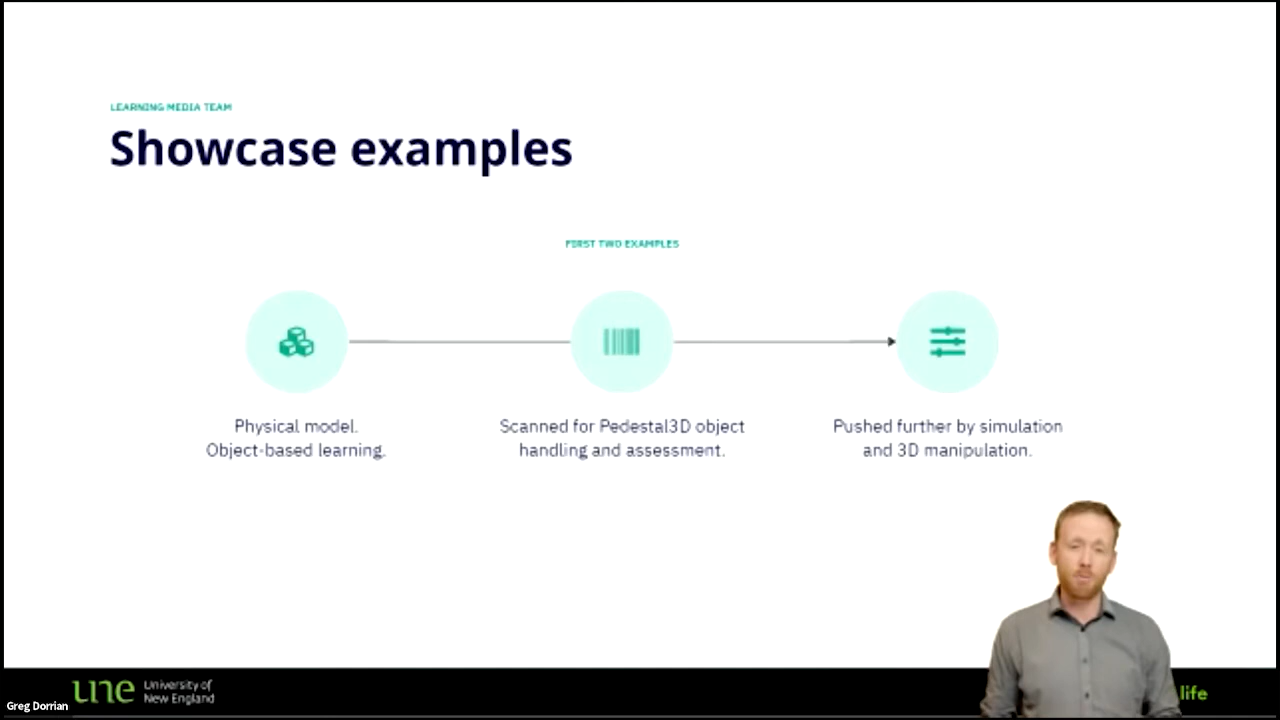 LEARNING MEDIA TEAM
Showcase examples
FIRST TWO EXAMPLES
Physical model.
Object-based learning.
Scanned for Pedestal3D object
handling and assessment.
Pushed further by simulation
and 3D manipulation.
une University of
New England
life
Greg Dorrian